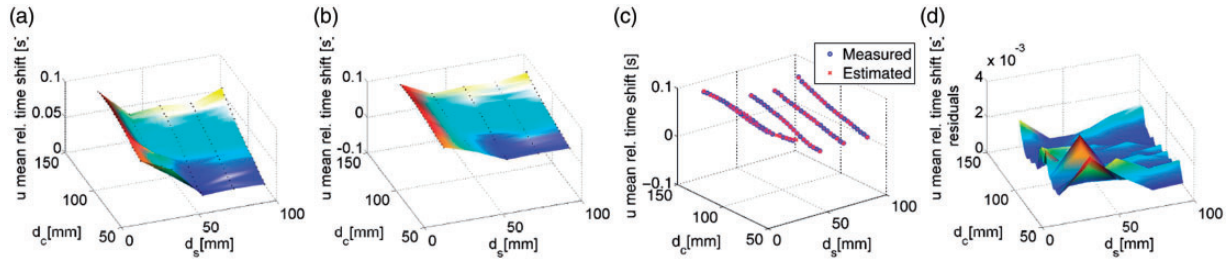 (a)
u mean rel. time shift [s]
0.1
0.05
0
150
100
50
d_c[mm]
0
50
100
d_s[mm]
(b)
u mean rel. time shift [s]
0.1
0
-0.1
150
100
50
d_c[mm]
0
50
100
d_s[mm]
(c)
u mean rel. time shift [s]
0.1
0
-0.1
150
100
50
d_c[mm]
0
50
100
d_s[mm]
Measured
Estimated
(d)
u mean rel. time shift [s]
residuals
x 10^-3
4
2
0
150
100
50
d_c[mm]
0
50
100
d_s[mm]